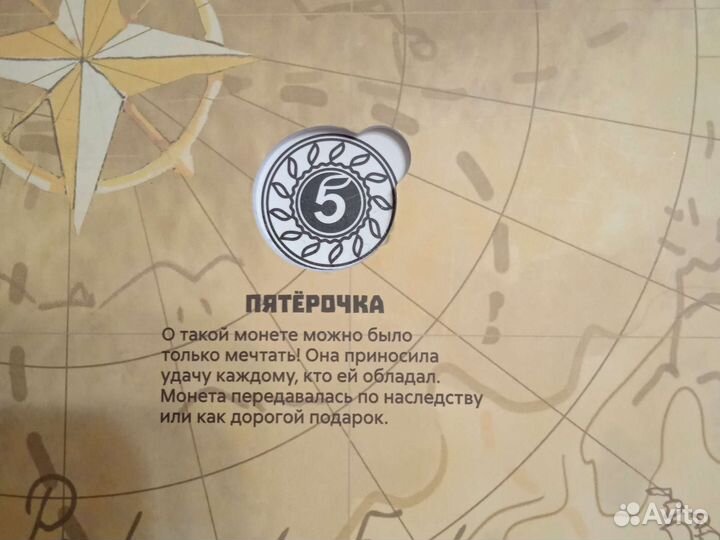 5
ПЯТЁРОЧКА
О такой монете можно было
только мечтать! Она приносила
удачу каждому, кто ей обладал.
Монета передавалась по наследству
или как дорогой подарок.
Avito